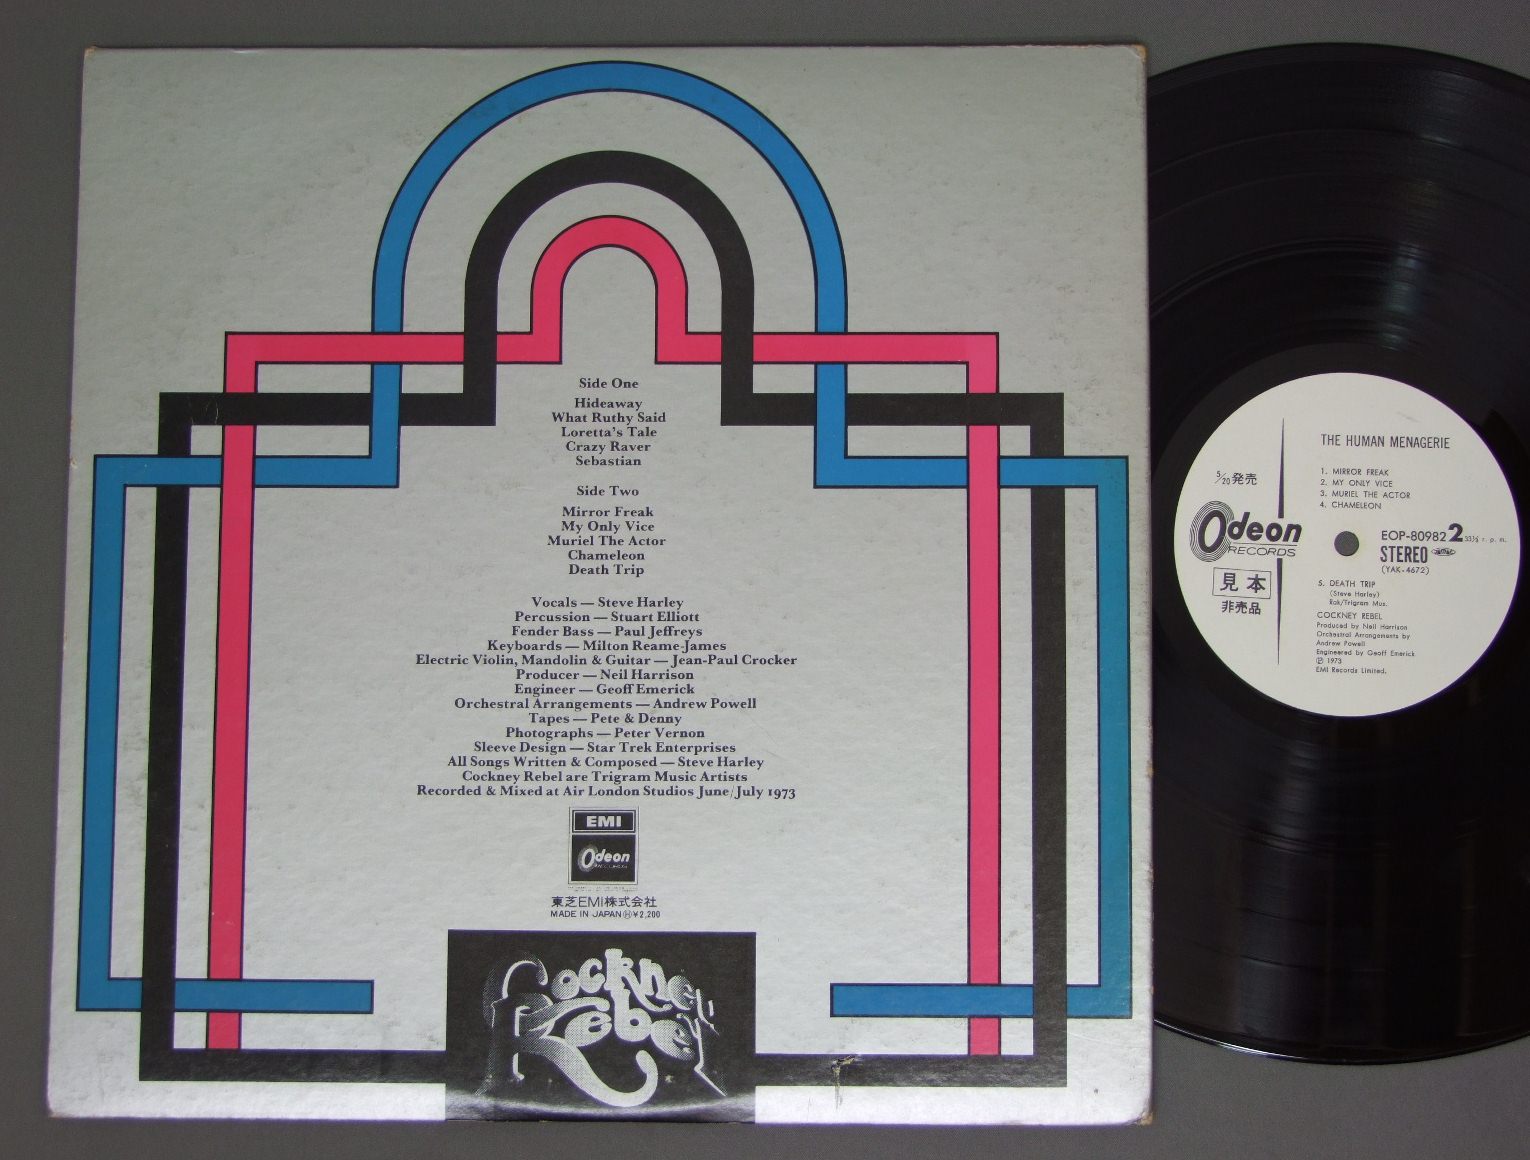 Side One
Hideaway
What Ruthy Said
Loretta's Tale
Crazy Raver
Sebastian
Side Two
Mirror Freak
My Only Vice
Muriel The Actor
Chameleon
Death Trip
Vocals — Steve Harley
Percussion — Stuart Elliott
Fender Bass — Paul Jeffreys
Keyboards — Milton Reame-James
Electric Violin, Mandolin & Guitar — Jean-Paul Crocker
Producer — Neil Harrison
Engineer — Geoff Emerick
Orchestral Arrangements — Andrew Powell
Tapes — Pete & Denny
Photographs — Peter Vernon
Sleeve Design — Star Trek Enterprises
All Songs Written & Composed — Steve Harley
Cockney Rebel are Trigram Music Artists
Recorded & Mixed at Air London Studios June/July 1973
EMI
Odeon
東芝EMI株式会社
MADE IN JAPAN Ⓗ¥2,200
Cockney
Rebel
THE HUMAN MENAGERIE
1. MIRROR FREAK
2. MY ONLY VICE
3. MURIEL THE ACTOR
4. CHAMELEON
5/20 発売
Odeon
RECORDS
見本
非売品
EOP-80982 2 33⅓ r. p. m.
STEREO
(YAK-4672)
5. DEATH TRIP
(Steve Harley)
Rak/Trigram Mus.
COCKNEY REBEL
Produced by Neil Harrison
Orchestral Arrangements by
Andrew Powell
Engineered by Geoff Emerick
Ⓟ 1973
EMI Records Limited.